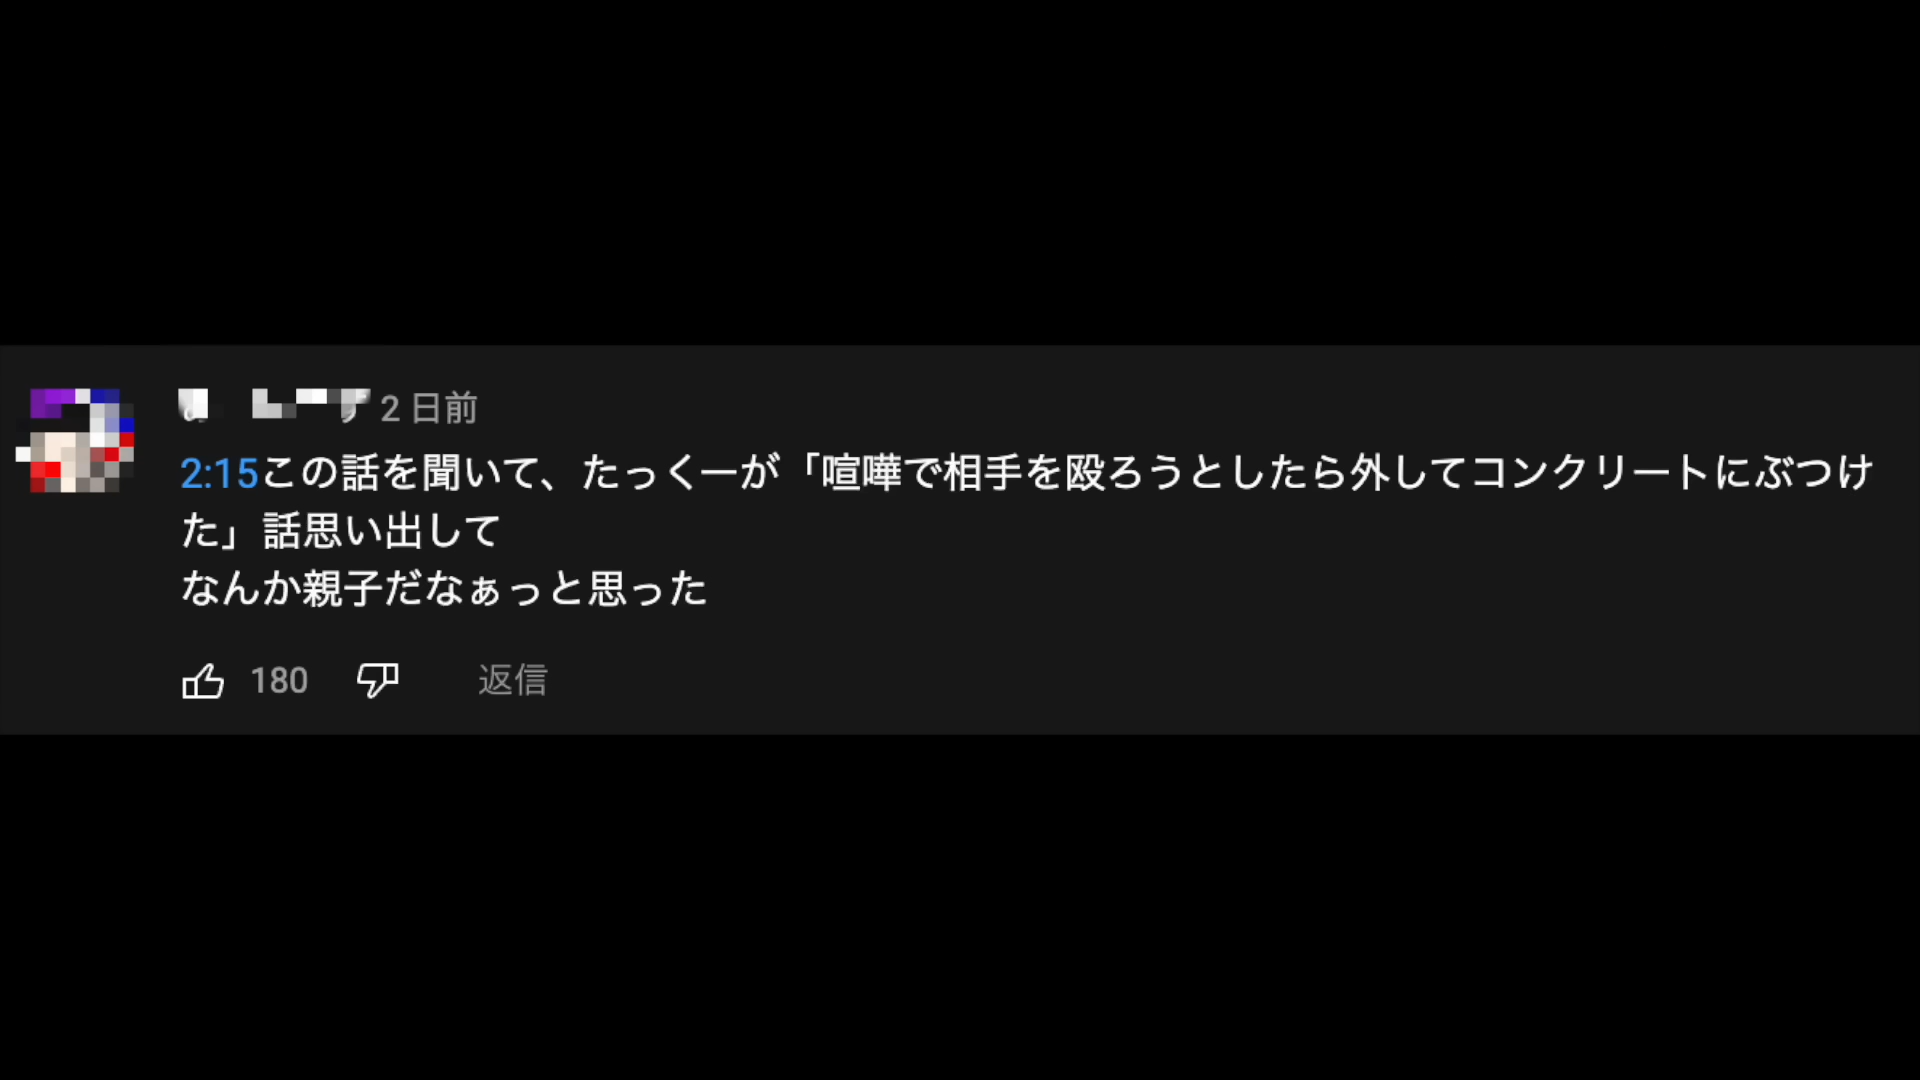 2 日前
2:15この話を聞いて、たっくーが「喧嘩で相手を殴ろうとしたら外してコンクリートにぶつけ
た」話思い出して
なんか親子だなぁっと思った
180 返信